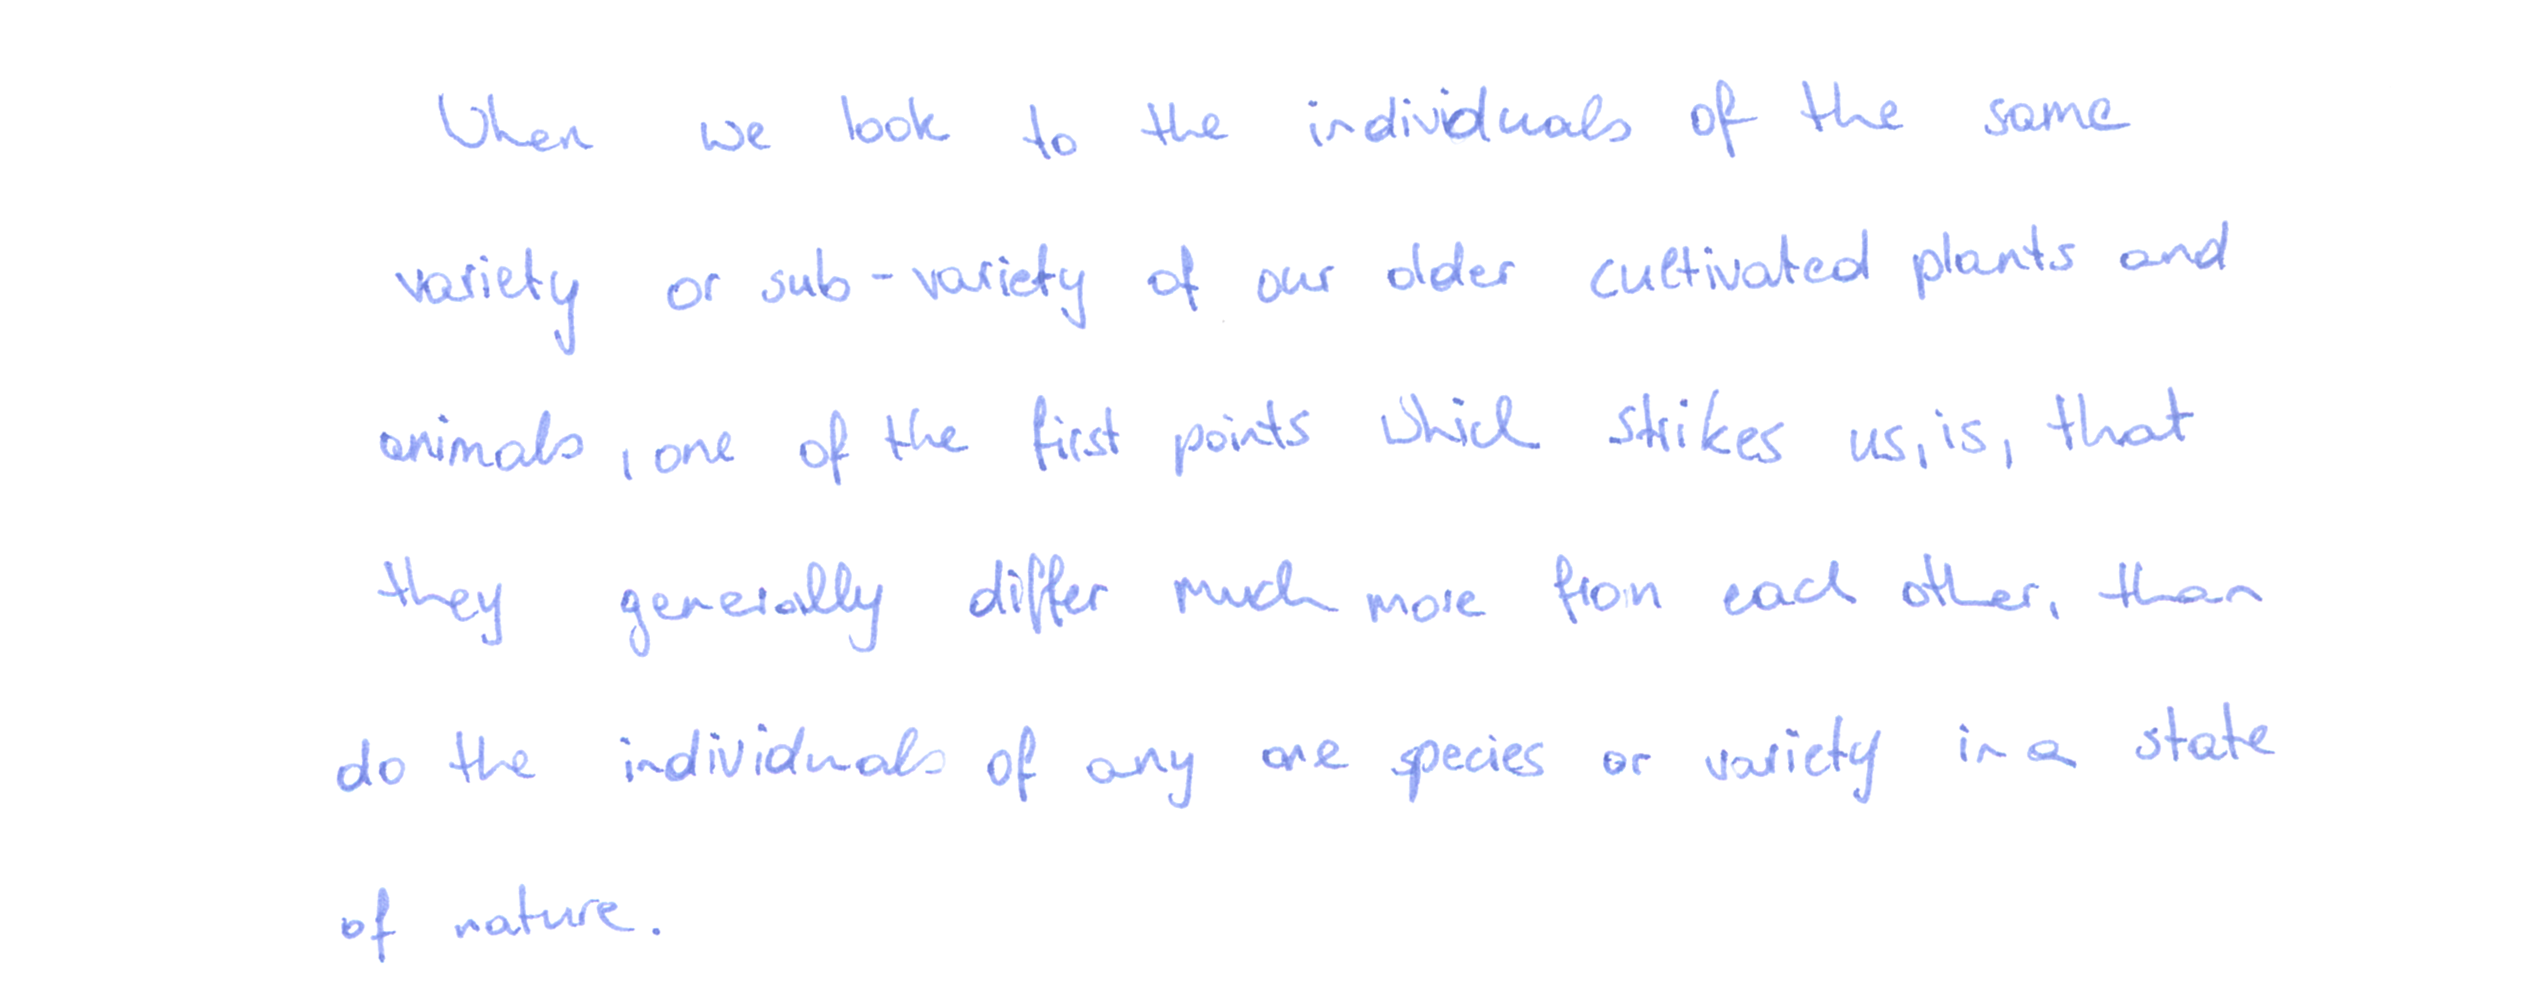 When we look to the individuals of the same
variety or sub-variety of our older cultivated plants and
animals, one of the first points which strikes us, is, that
they generally differ much more from each other, than
do the individuals of any one species or variety in a state
of nature.